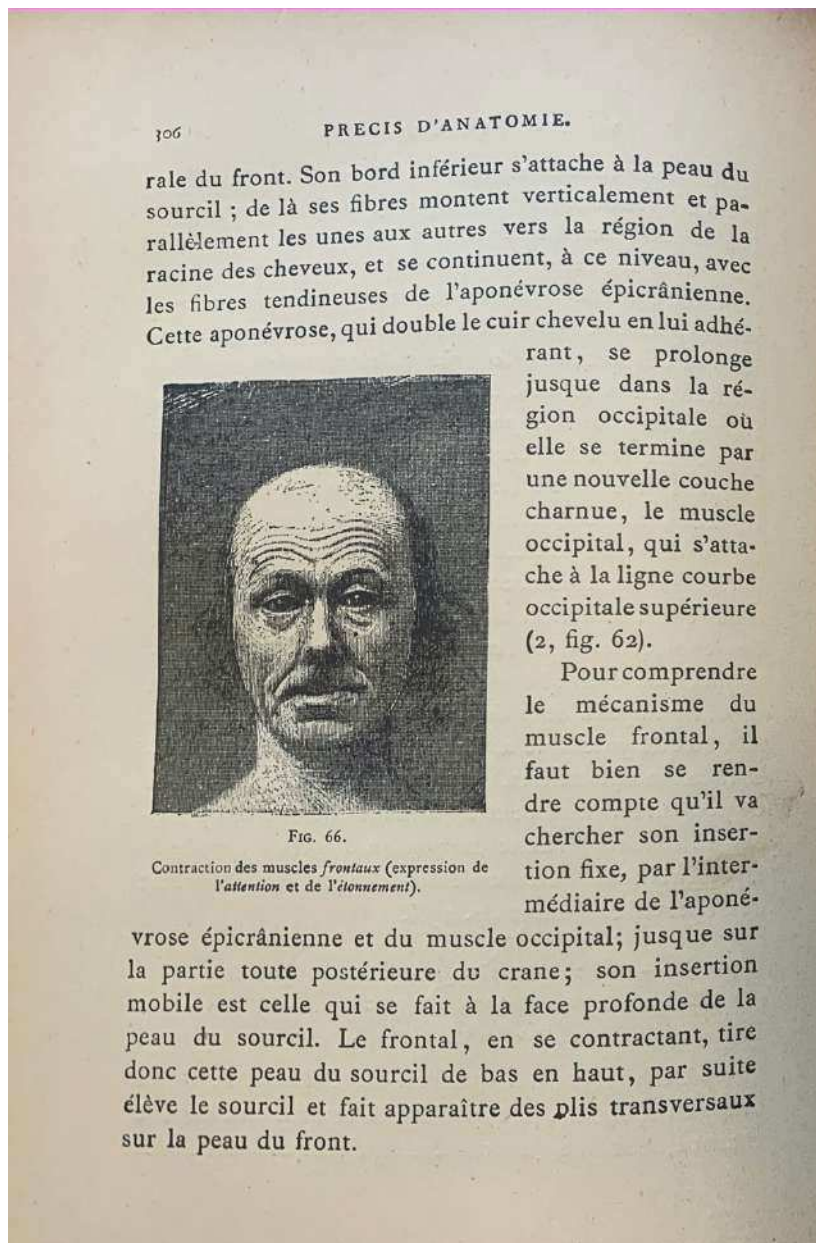 306
PRECIS D'ANATOMIE.
rale du front. Son bord inférieur s'attache à la peau du
sourcil ; de là ses fibres montent verticalement et pa-
rallèlement les unes aux autres vers la région de la
racine des cheveux, et se continuent, à ce niveau, avec
les fibres tendineuses de l'aponévrose épicrânienne.
Cette aponévrose, qui double le cuir chevelu en lui adhé-
rant, se prolonge
jusque dans la ré-
gion occipitale où
elle se termine par
une nouvelle couche
charnue, le muscle
occipital, qui s'atta-
che à la ligne courbe
occipitale supérieure
(2, fig. 62).
Pour comprendre
le mécanisme du
muscle frontal, il
faut bien se ren-
dre compte qu'il va
chercher son inser-
tion fixe, par l'inter-
médiaire de l'aponé-
FIG. 66.
Contraction des muscles frontaux (expression de
l'attention et de l'étonnement).
vrose épicrânienne et du muscle occipital; jusque sur
la partie toute postérieure du crane; son insertion
mobile est celle qui se fait à la face profonde de la
peau du sourcil. Le frontal, en se contractant, tire
donc cette peau du sourcil de bas en haut, par suite
élève le sourcil et fait apparaître des plis transversaux
sur la peau du front.